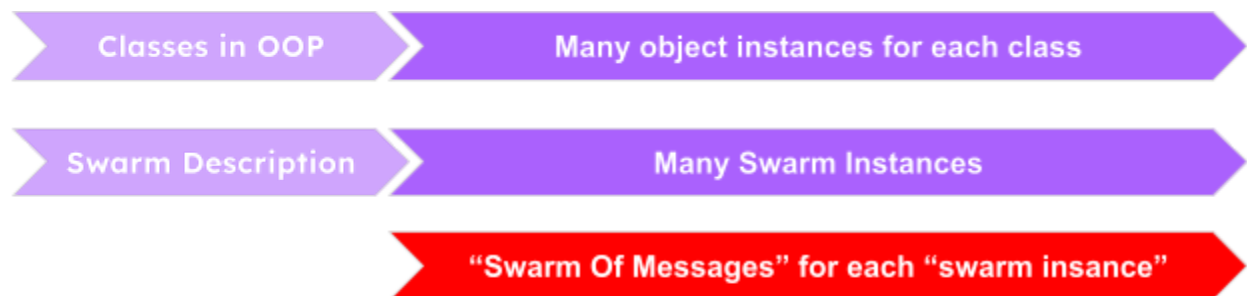 Classes in OOP
Many object instances for each class
Swarm Description
Many Swarm Instances
“Swarm Of Messages” for each “swarm insance”